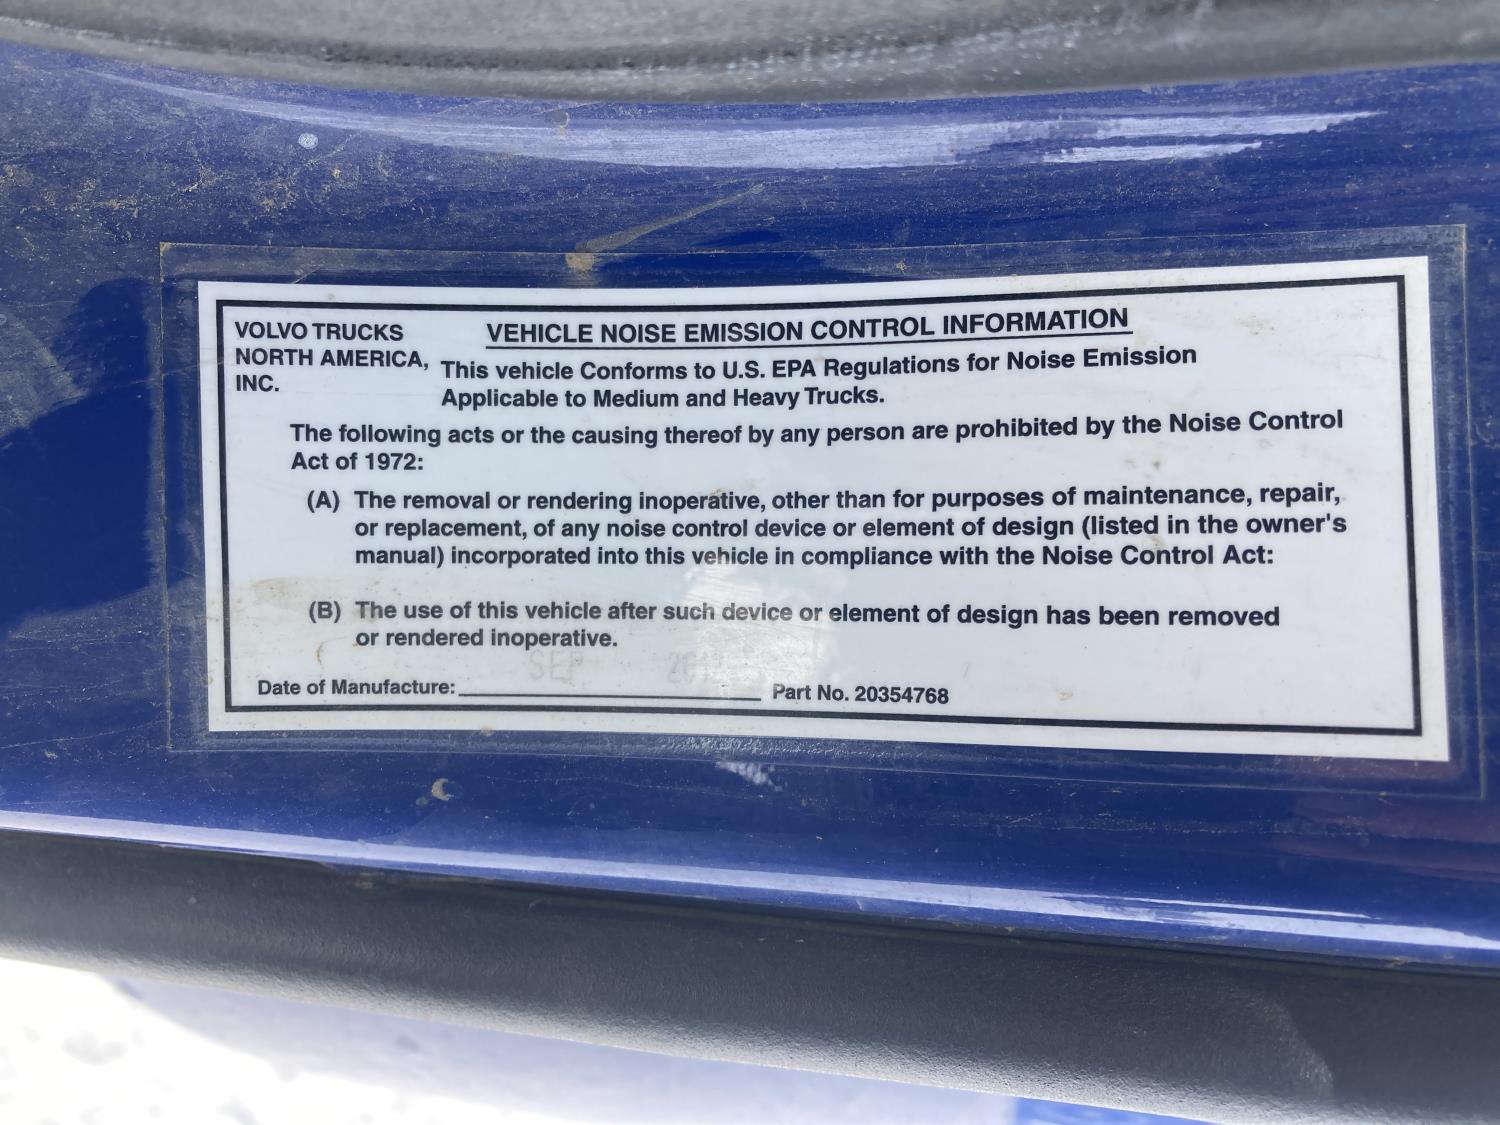 VOLVO TRUCKS
NORTH AMERICA,
INC.
VEHICLE NOISE EMISSION CONTROL INFORMATION
This vehicle Conforms to U.S. EPA Regulations for Noise Emission
Applicable to Medium and Heavy Trucks.
The following acts or the causing thereof by any person are prohibited by the Noise Control
Act of 1972:
(A) The removal or rendering inoperative, other than for purposes of maintenance, repair,
or replacement, of any noise control device or element of design (listed in the owner's
manual) incorporated into this vehicle in compliance with the Noise Control Act:
(B) The use of this vehicle after such device or element of design has been removed
or rendered inoperative.
SEP
Date of Manufacture: Part No. 20354768